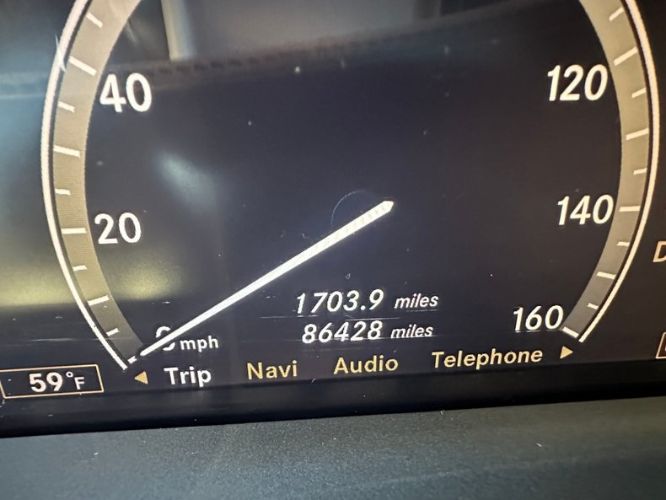 40
120
20
140
1703.9 miles
86428 miles
160
mph
59°F
Trip Navi Audio Telephone